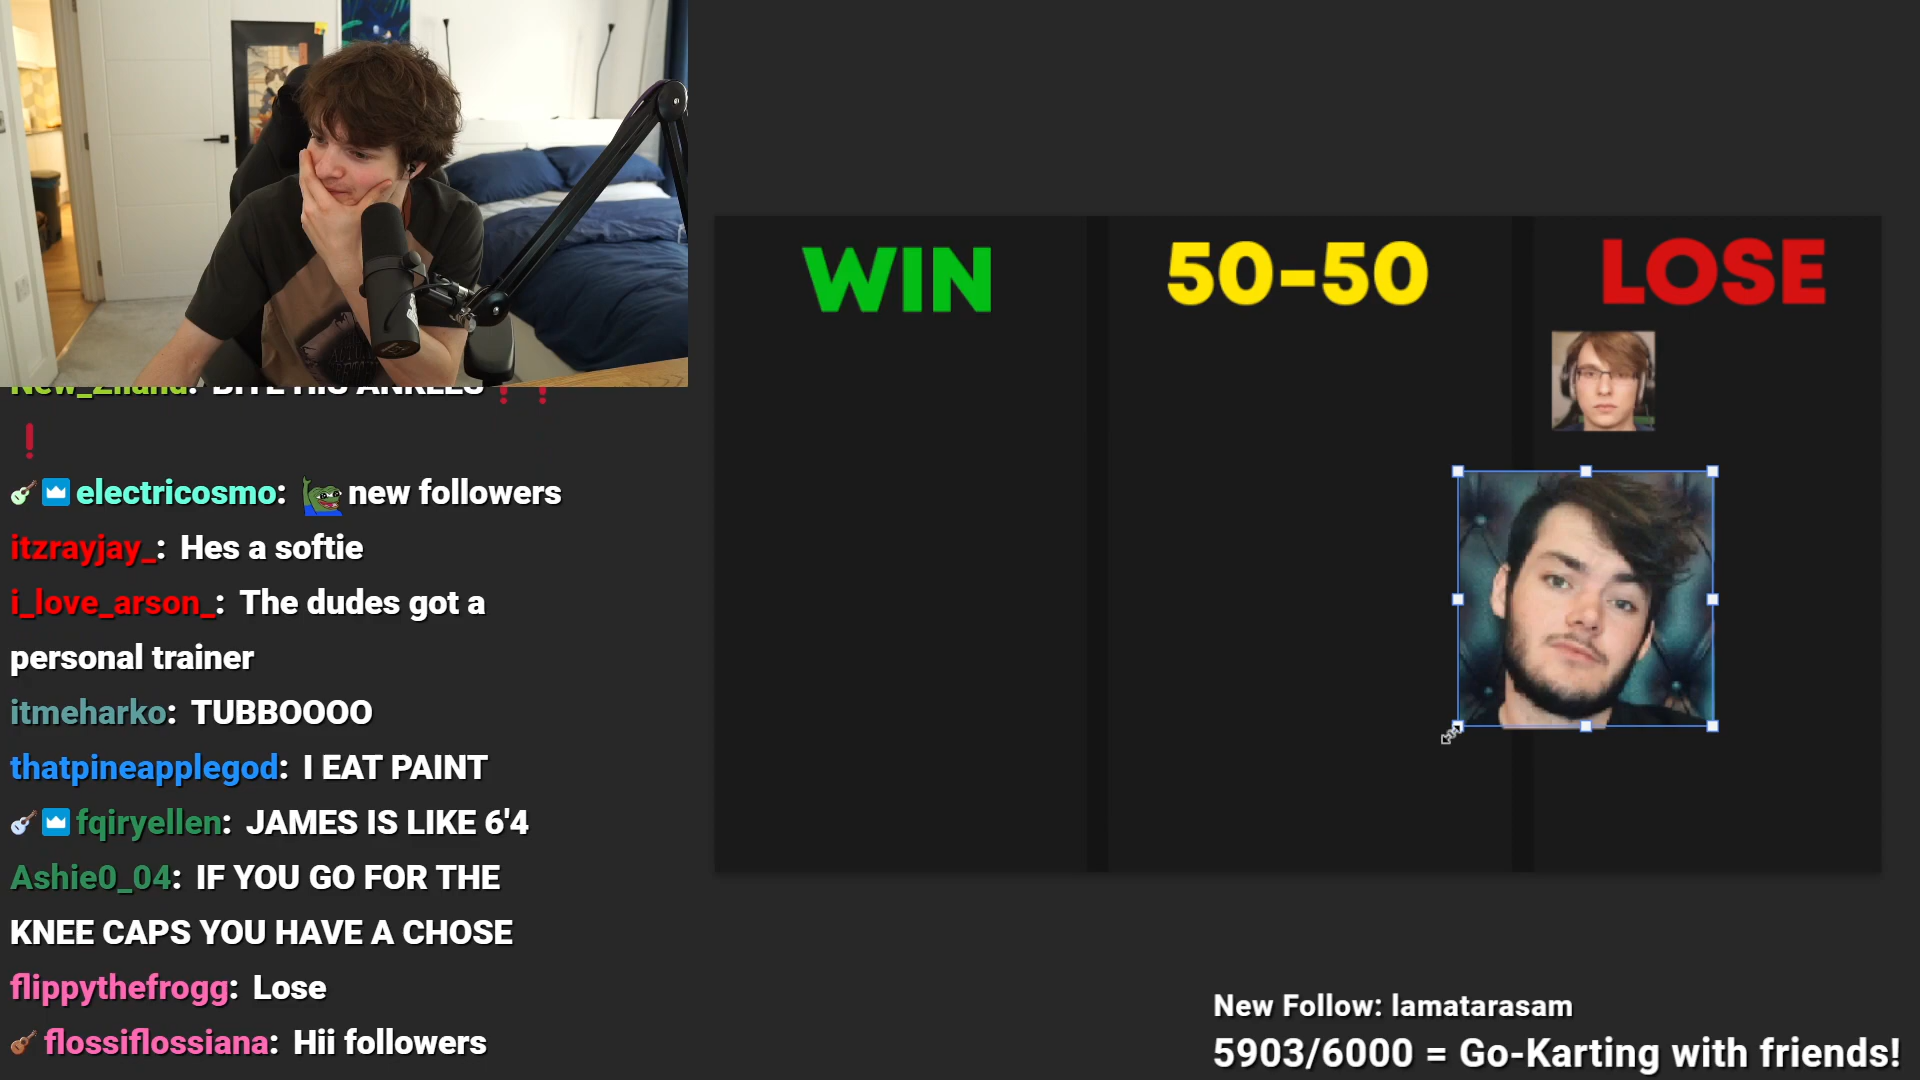 WIN
50-50
LOSE
electricosmo: new followers
itzrayjay_: Hes a softie
i_love_arson_: The dudes got a
personal trainer
itmeharko: TUBBOOOO
thatpineapplegod: I EAT PAINT
fqiryellen: JAMES IS LIKE 6'4
Ashie0_04: IF YOU GO FOR THE
KNEE CAPS YOU HAVE A CHOSE
flippythefrogg: Lose
flossiflossiana: Hii followers
New Follow: lamatarasam
5903/6000 = Go-Karting with friends!